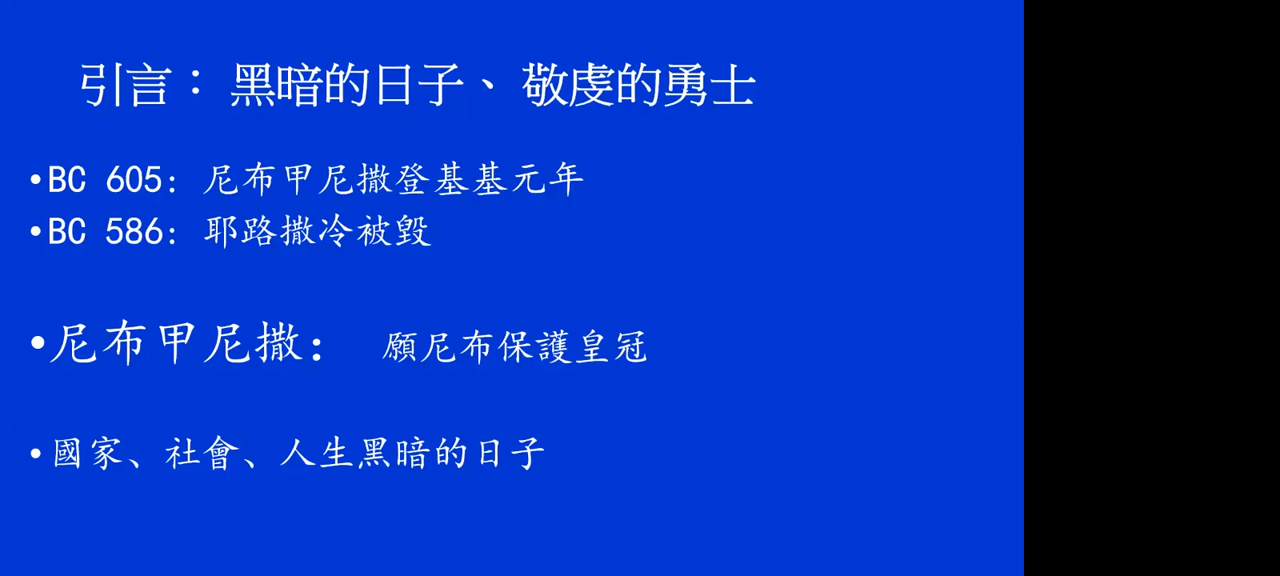 引言： 黑暗的日子、 敬虔的勇士
•BC 605: 尼布甲尼撒登基基元年
•BC 586: 耶路撒冷被毀
•尼布甲尼撒: 願尼布保護皇冠
•國家、社會、人生黑暗的日子